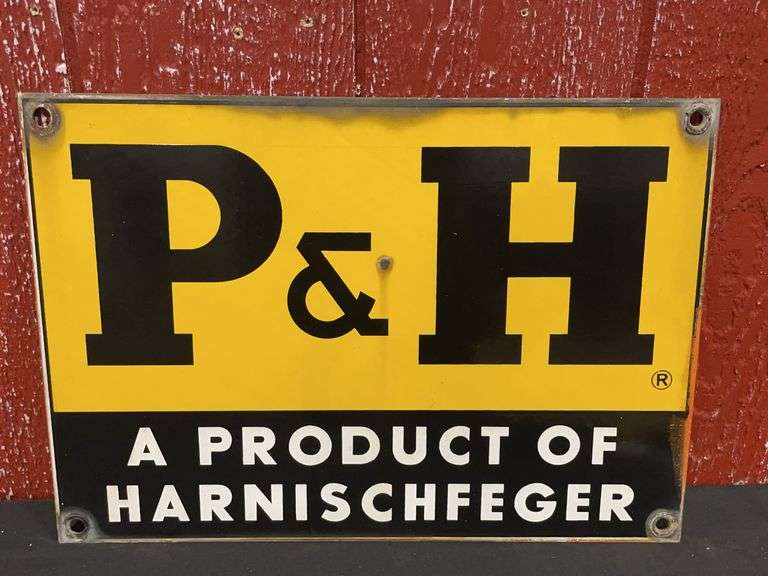 P&H
®
A PRODUCT OF
HARNISCHFEGER